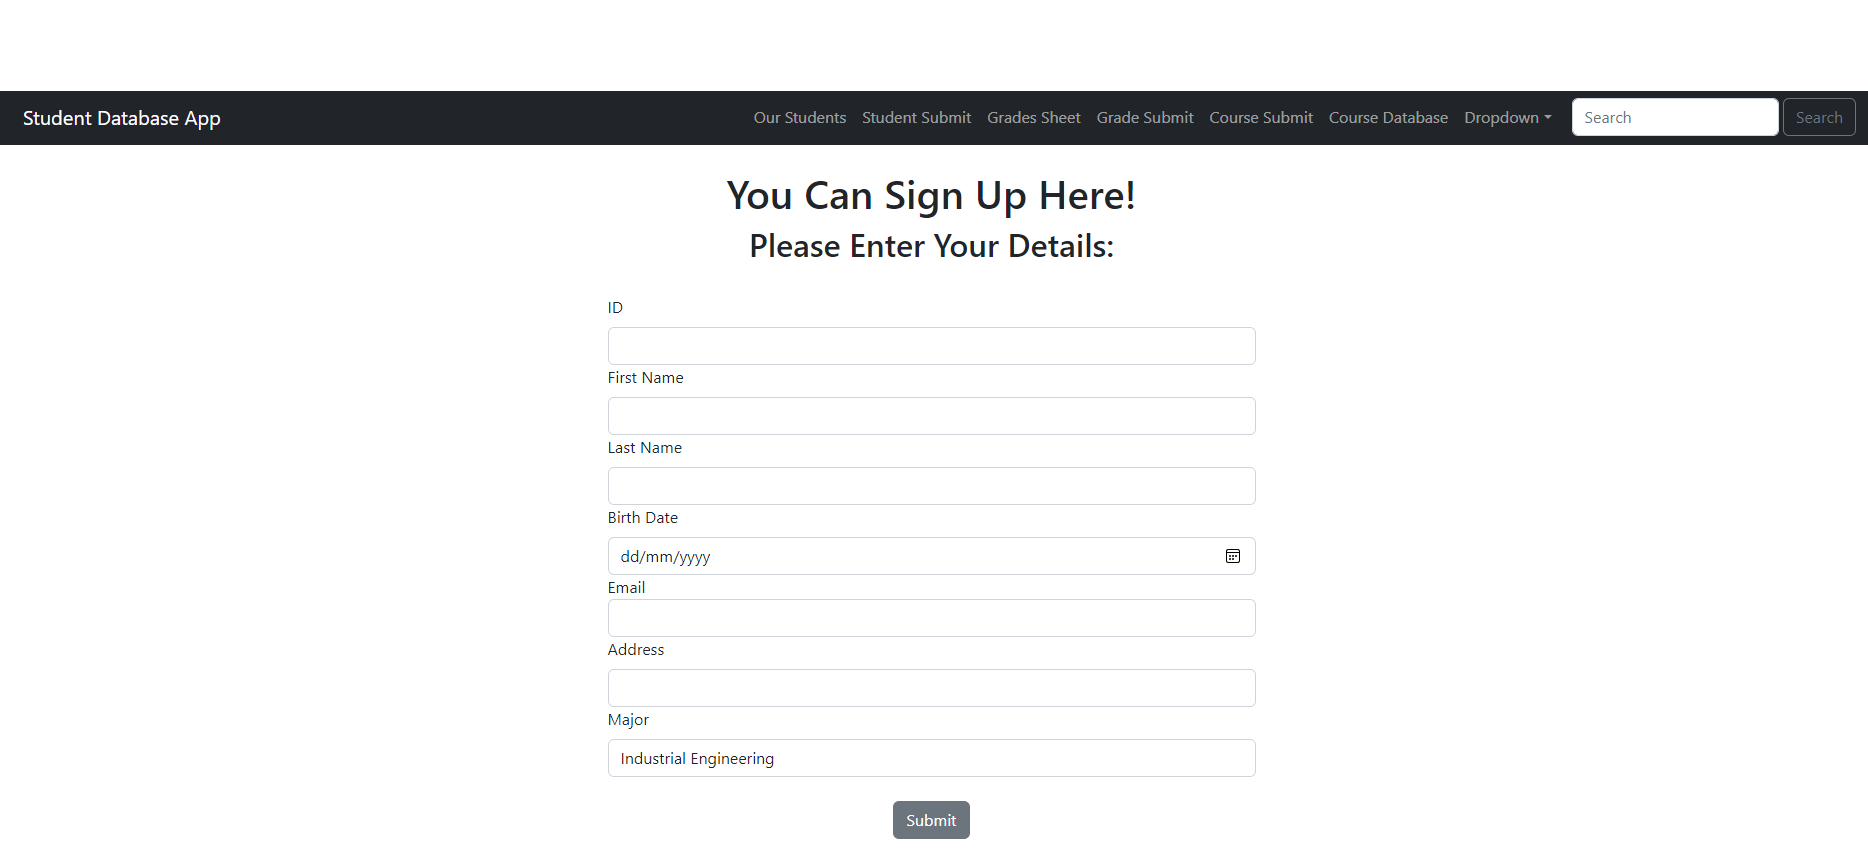 Student Database App Our Students Student Submit Grades Sheet Grade Submit Course Submit Course Database Dropdown Search Search
You Can Sign Up Here!
Please Enter Your Details:
ID
First Name
Last Name
Birth Date
dd/mm/yyyy
Email
Address
Major
Industrial Engineering
Submit